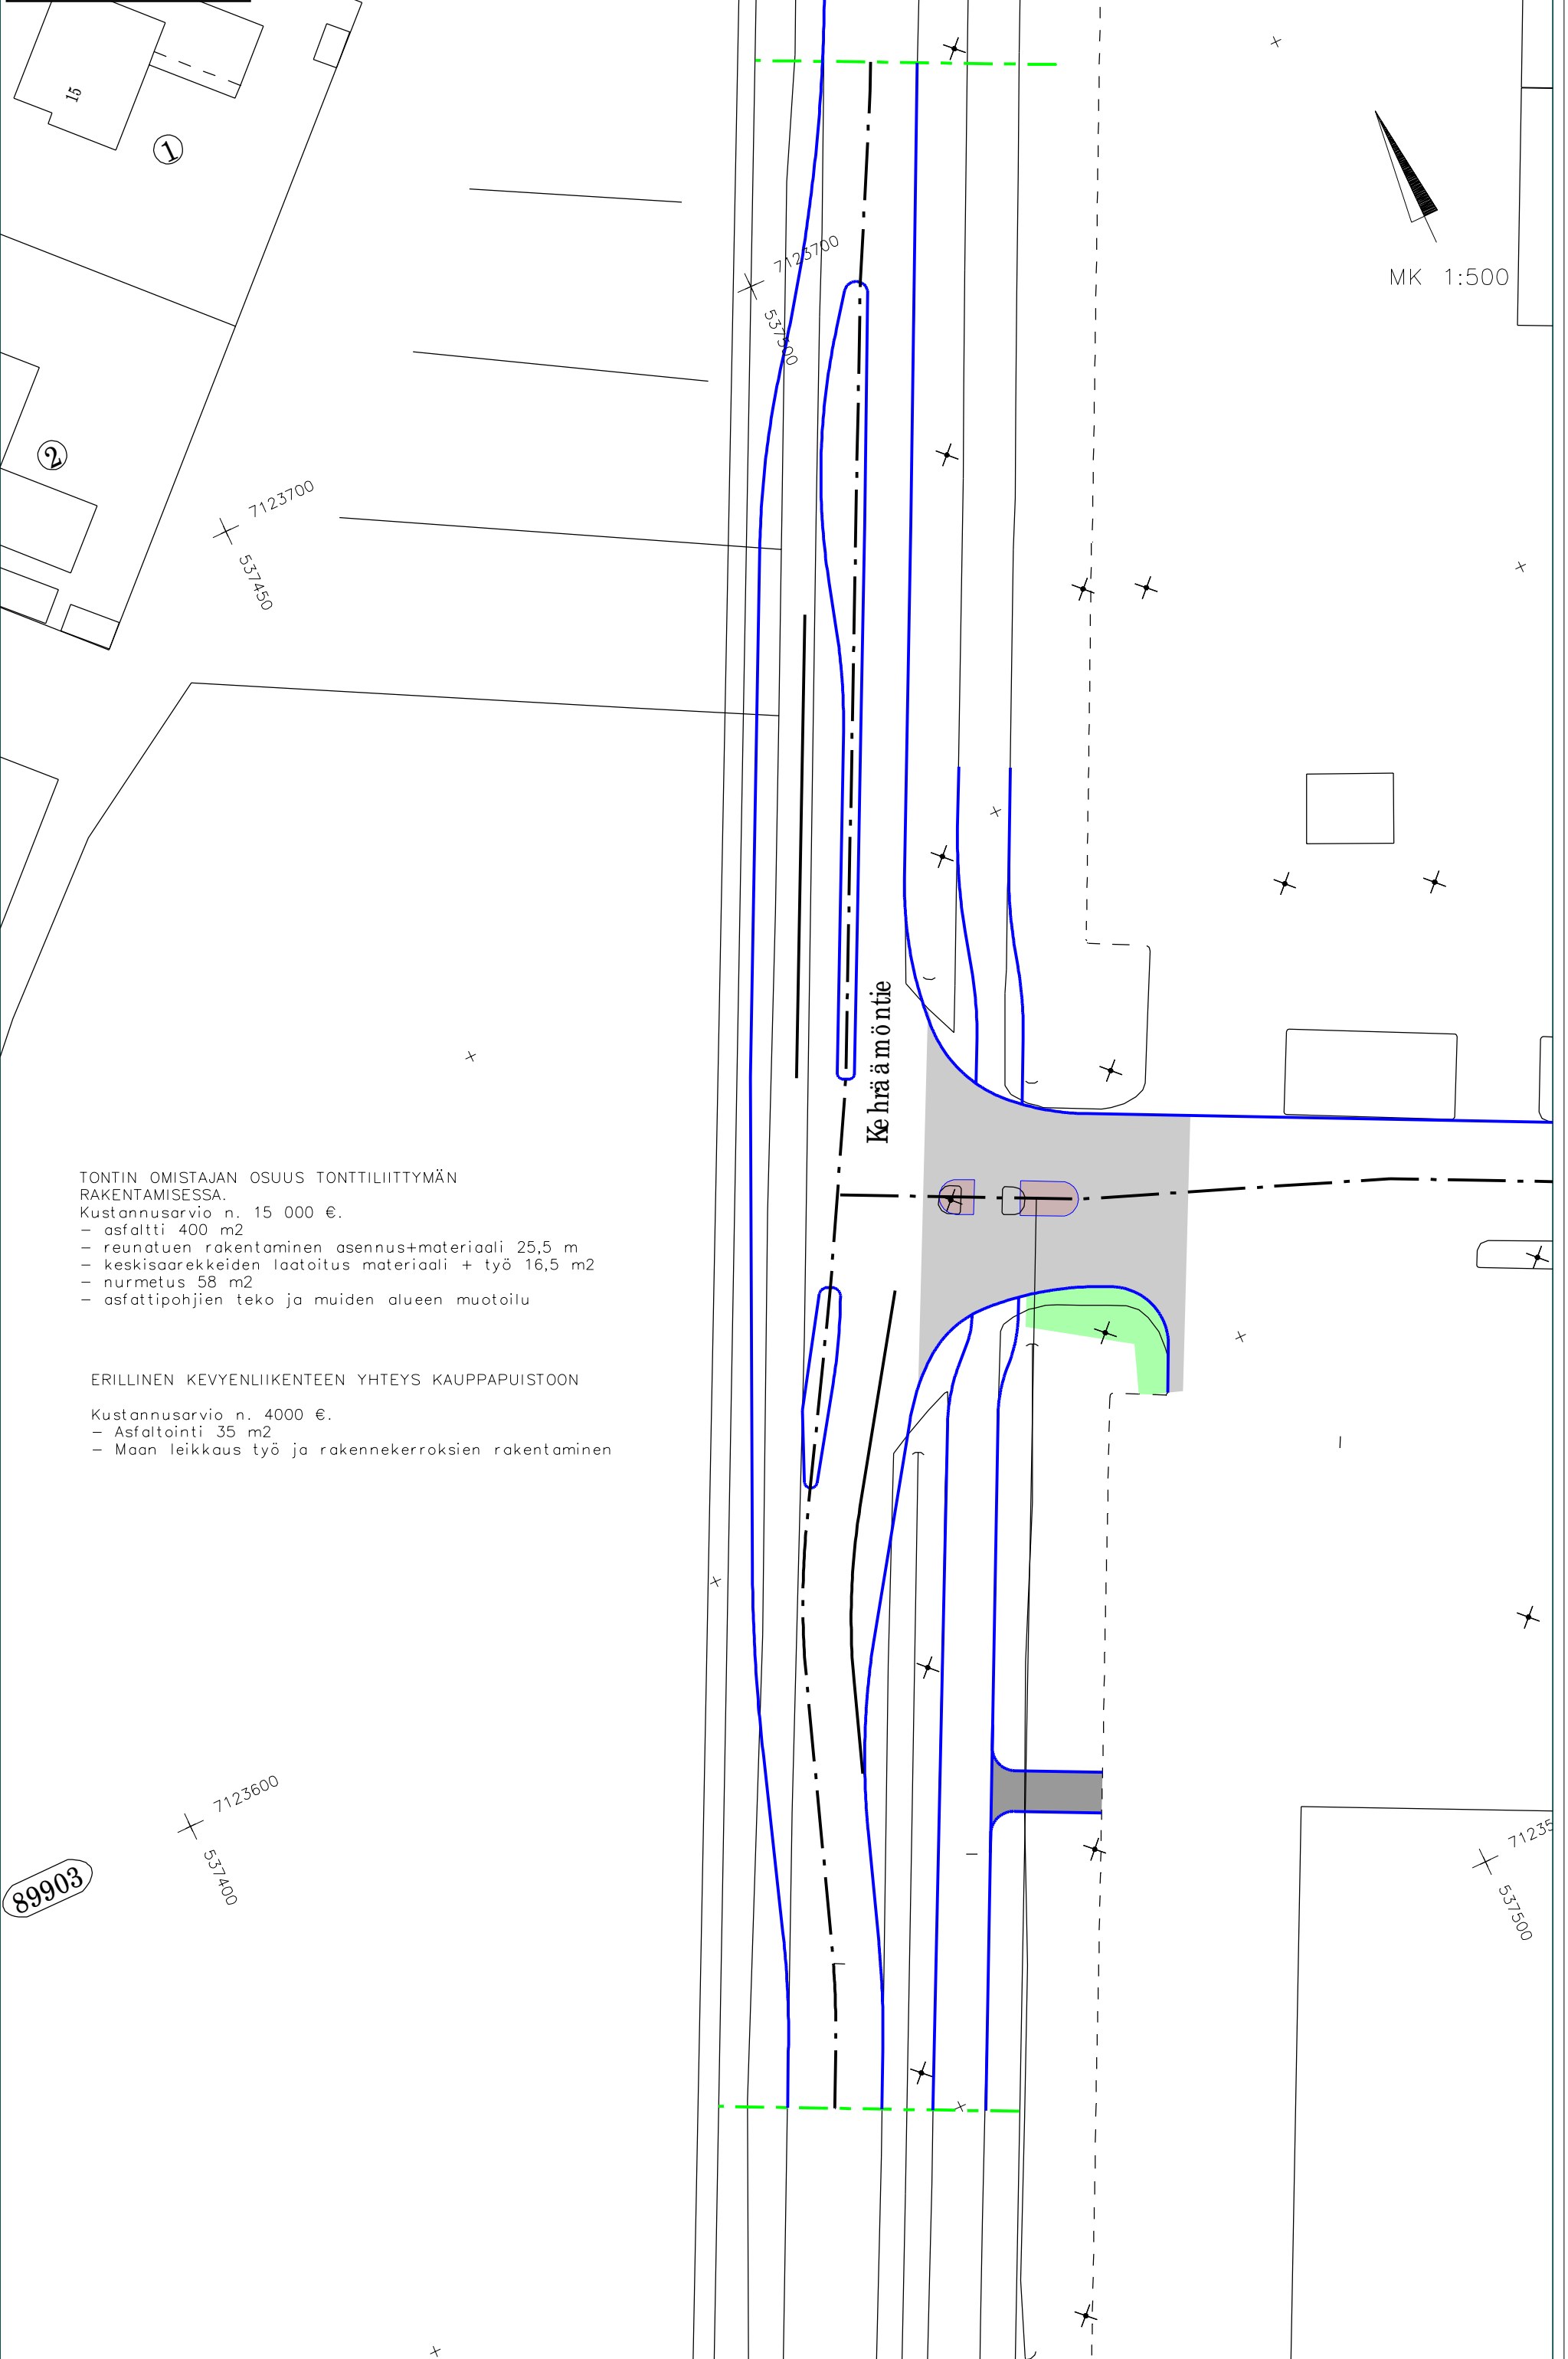 15
1
7123700
537500
MK 1:500
2
7123700
537450
Kehräämöntie
TONTIN OMISTAJAN OSUUS TONTTILIITTYMÄN
RAKENTAMISESSA.
Kustannusarvio n. 15 000 €.
- asfaltti 400 m2
- reunatuen rakentaminen asennus+materiaali 25,5 m
- keskisaarekkeiden laatoitus materiaali + työ 16,5 m2
- nurmetus 58 m2
- asfattipohjien teko ja muiden alueen muotoilu
ERILLINEN KEVYENLIIKENTEEN YHTEYS KAUPPAPUISTOON
Kustannusarvio n. 4000 €.
- Asfaltointi 35 m2
- Maan leikkaus työ ja rakennekerroksien rakentaminen
7123600
537400
89903
71235
537500